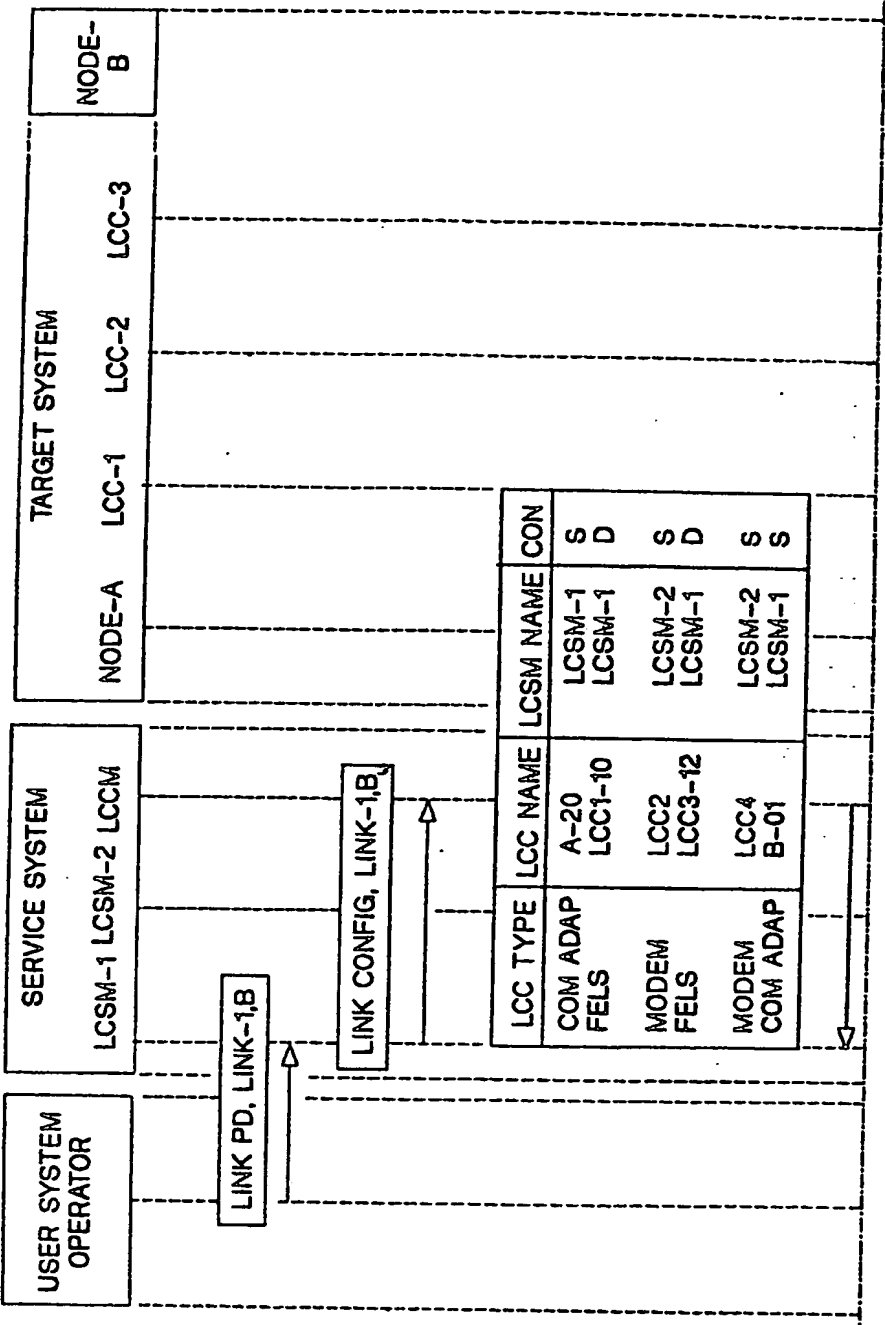 USER SYSTEM
OPERATOR
SERVICE SYSTEM
LCSM-1 LCSM-2 LCCM
TARGET SYSTEM
NODE-A LCC-1 LCC-2 LCC-3
NODE-
B
LINK PD, LINK-1,B
LINK CONFIG, LINK-1,B
LCC TYPE LCC NAME LCSM NAME CON
COM ADAP A-20 LCSM-1 S
FELS LCC1-10 LCSM-1 D
MODEM LCC2 LCSM-2 S
FELS LCC3-12 LCSM-1 D
MODEM LCC4 LCSM-2 S
COM ADAP B-01 LCSM-1 S